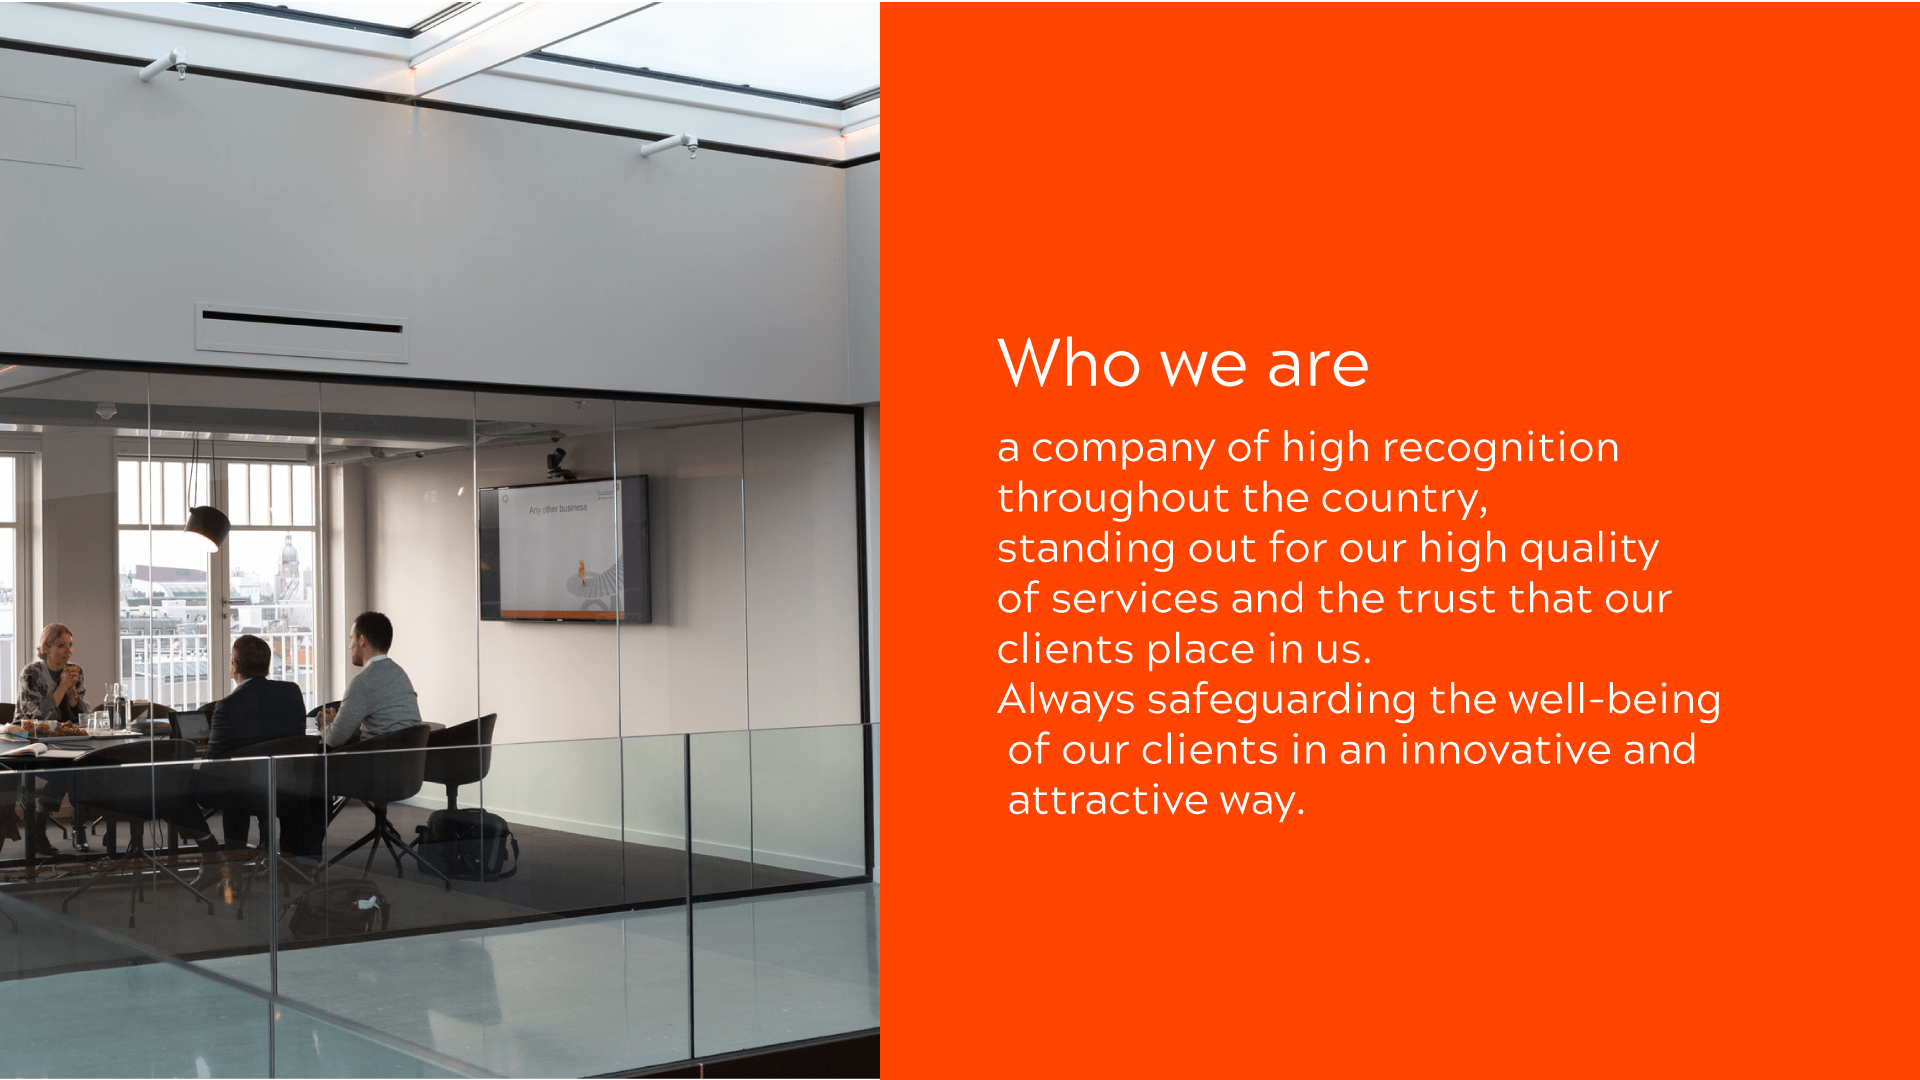 Any other business
Who we are
a company of high recognition
throughout the country,
standing out for our high quality
of services and the trust that our
clients place in us.
Always safeguarding the well-being
of our clients in an innovative and
attractive way.